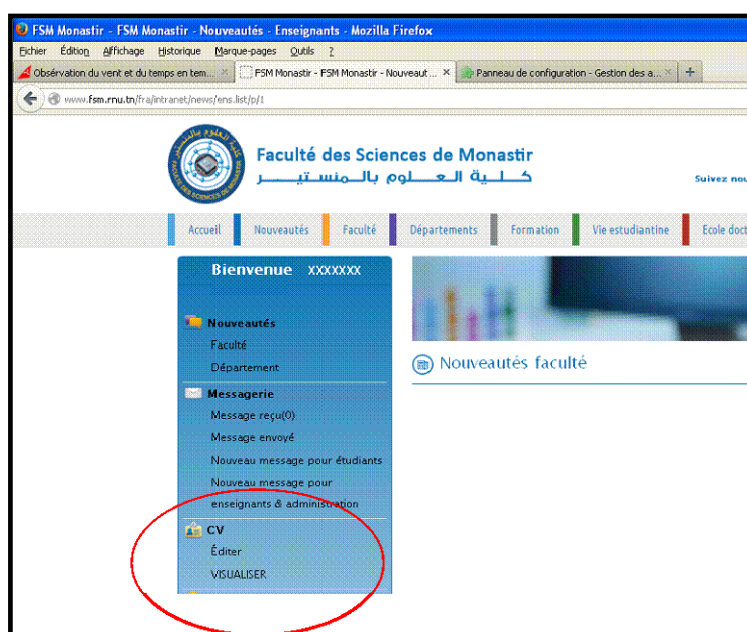 FSM Monastir - FSM Monastir - Nouveautés - Enseignants - Mozilla Firefox
Fichier Édition Affichage Historique Marque-pages Outils ?
Obsérvation du vent et du temps en tem... × FSM Monastir - FSM Monastir - Nouveaut ... × Panneau de configuration - Gestion des a... × +
www.fsm.rnu.tn/fra/intranet/news/ens.list/p/1
Faculté des Sciences de Monastir
كلية العلوم بالمنستير
Suivez nou
Accueil Nouveautés Faculté Départements Formation Vie estudiantine Ecole doct
Bienvenue XXXXXXX
Nouveautés
Faculté
Département
Nouveautés faculté
Messagerie
Message reçu(0)
Message envoyé
Nouveau message pour étudiants
Nouveau message pour
enseignants & administration
CV
Éditer
VISUALISER